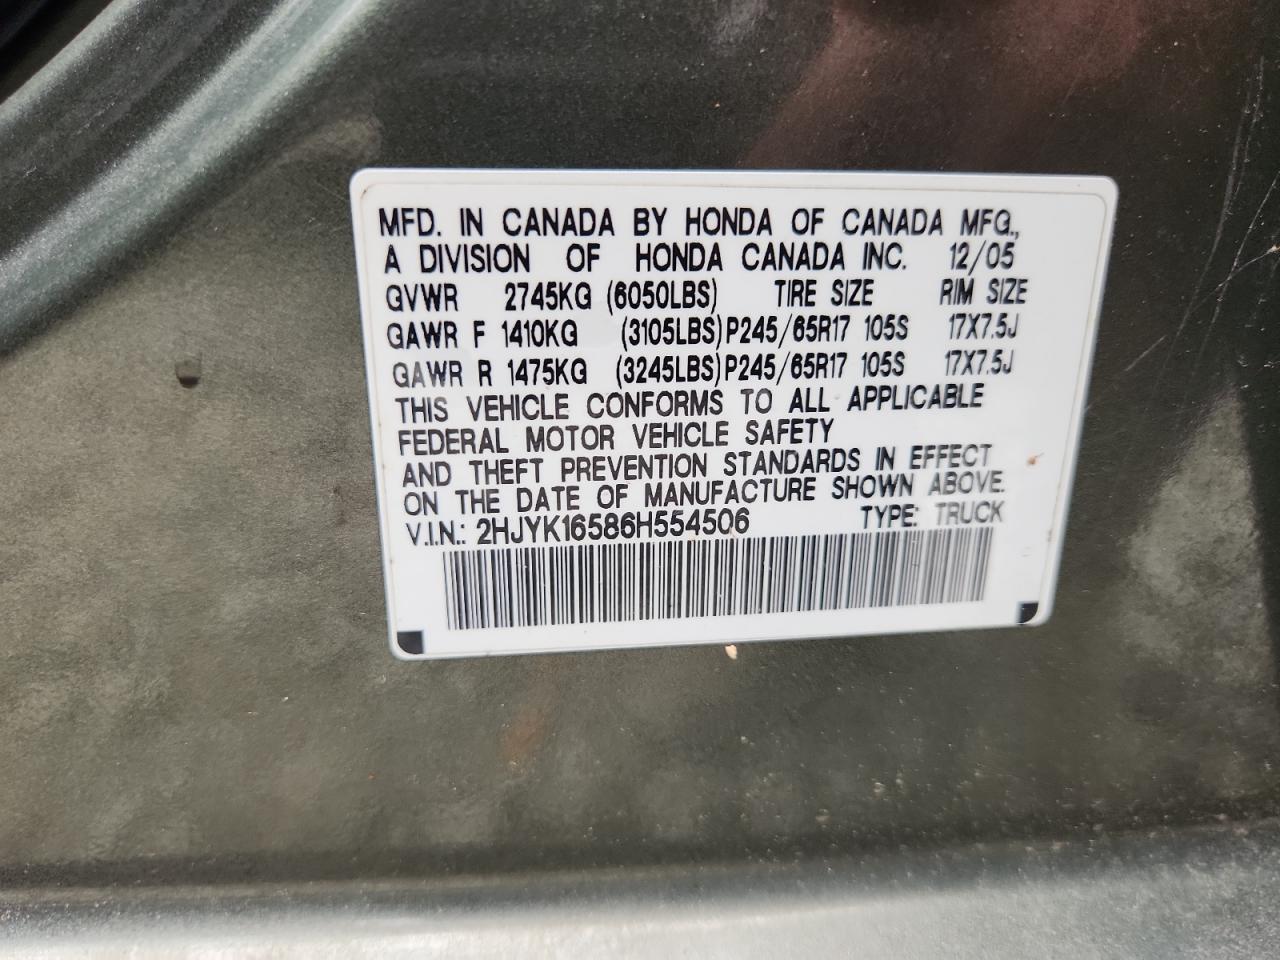 MFD. IN CANADA BY HONDA OF CANADA MFG.,
A DIVISION OF HONDA CANADA INC. 12/05
GVWR 2745KG (6050LBS) TIRE SIZE RIM SIZE
GAWR F 1410KG (3105LBS) P245/65R17 105S 17X7.5J
GAWR R 1475KG (3245LBS) P245/65R17 105S 17X7.5J
THIS VEHICLE CONFORMS TO ALL APPLICABLE
FEDERAL MOTOR VEHICLE SAFETY
AND THEFT PREVENTION STANDARDS IN EFFECT
ON THE DATE OF MANUFACTURE SHOWN ABOVE.
V.I.N.: 2HJYK16586H554506 TYPE: TRUCK